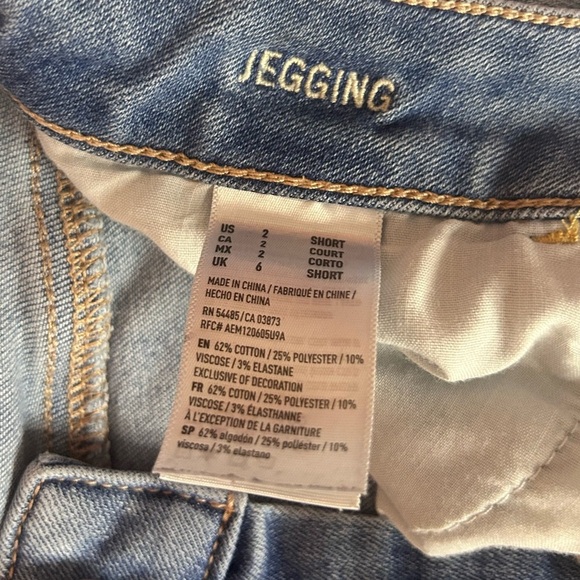 JEGGING
US 2 SHORT
CA 2 COURT
MX 2 CORTO
UK 6 SHORT
MADE IN CHINA / FABRIQUÉ EN CHINE /
HECHO EN CHINA
RN 54485/CA 03873
RFC# AEM120605U9A
EN 62% COTTON / 25% POLYESTER / 10%
VISCOSE / 3% ELASTANE
EXCLUSIVE OF DECORATION
FR 62% COTON / 25% POLYESTER / 10%
VISCOSE / 3% ÉLASTHANNE
À L'EXCEPTION DE LA GARNITURE
SP 62% algodón / 25% poliéster / 10%
viscosa / 3% elastano